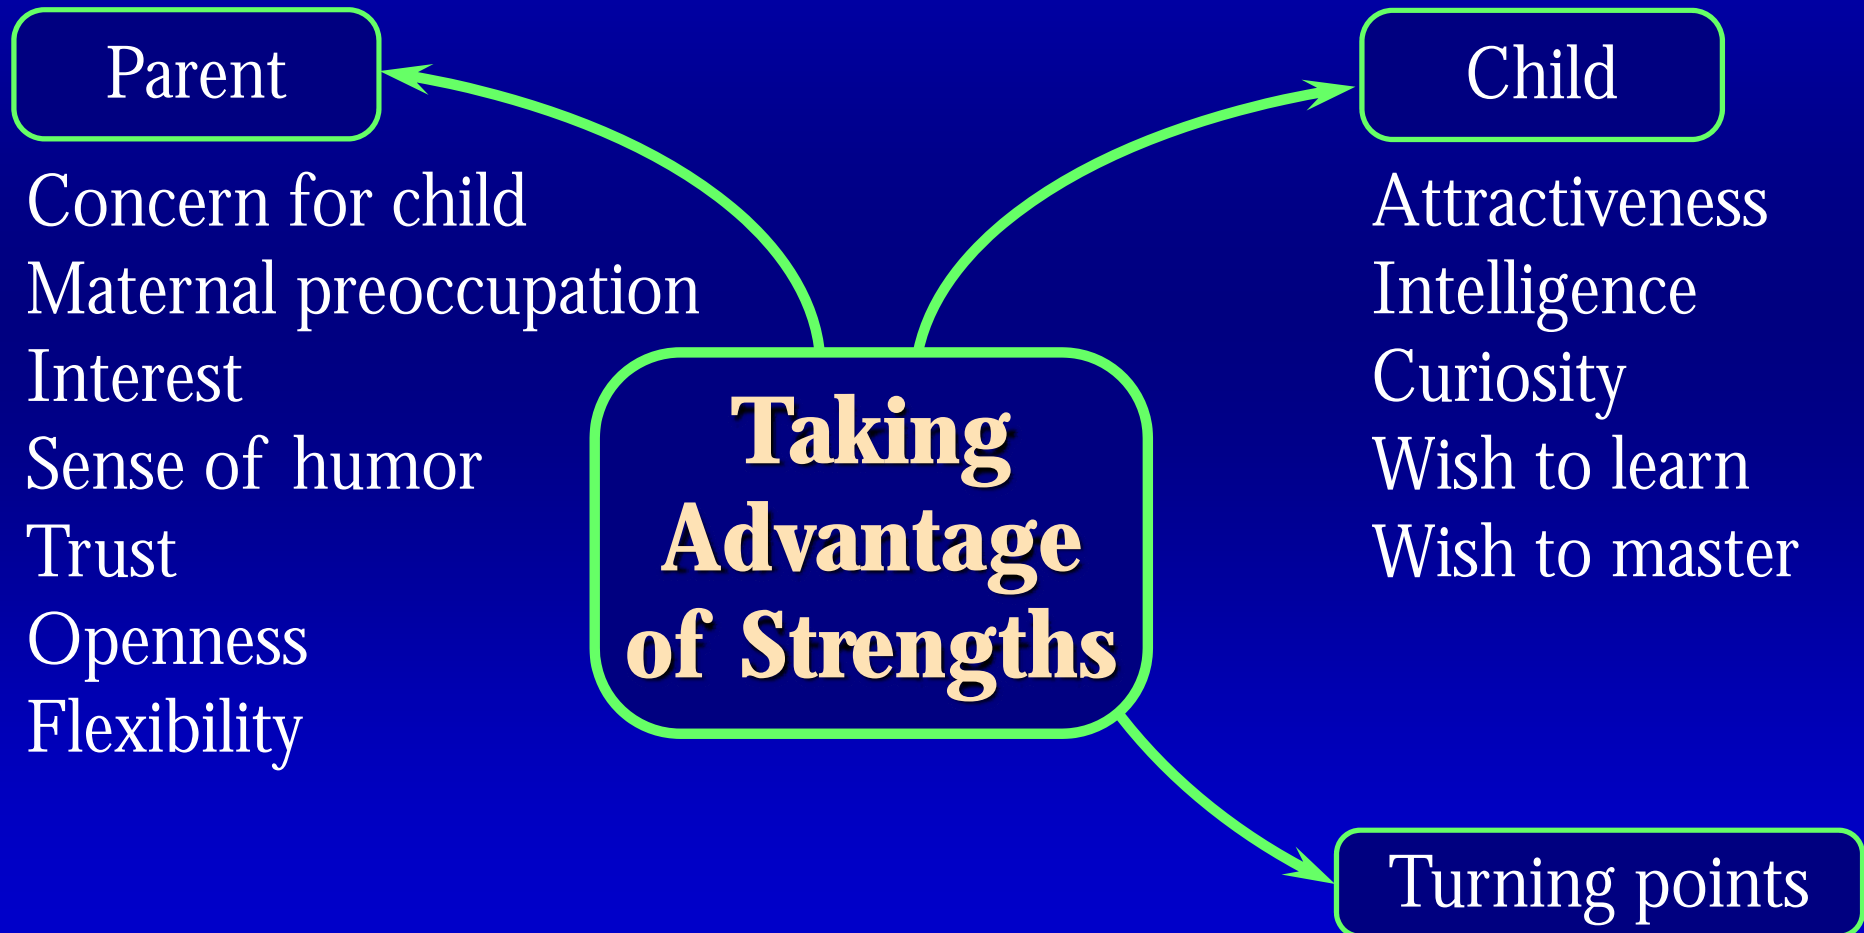 Parent
Concern for child
Maternal preoccupation
Interest
Sense of humor
Trust
Openness
Flexibility
Taking
Advantage
of Strengths
Child
Attractiveness
Intelligence
Curiosity
Wish to learn
Wish to master
Turning points